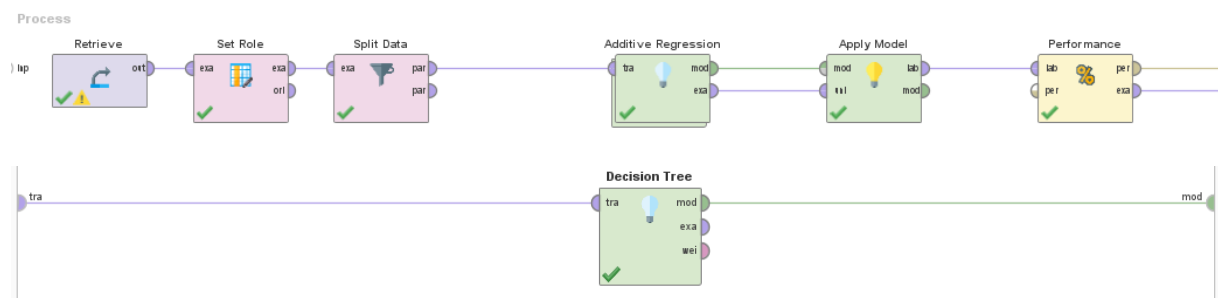 Process
Retrieve Set Role Split Data Additive Regression Apply Model Performance
inp out exa exa exa par tra mod mod lab lab per
ori par exa unl mod per exa
Decision Tree
tra tra mod mod
exa
wei